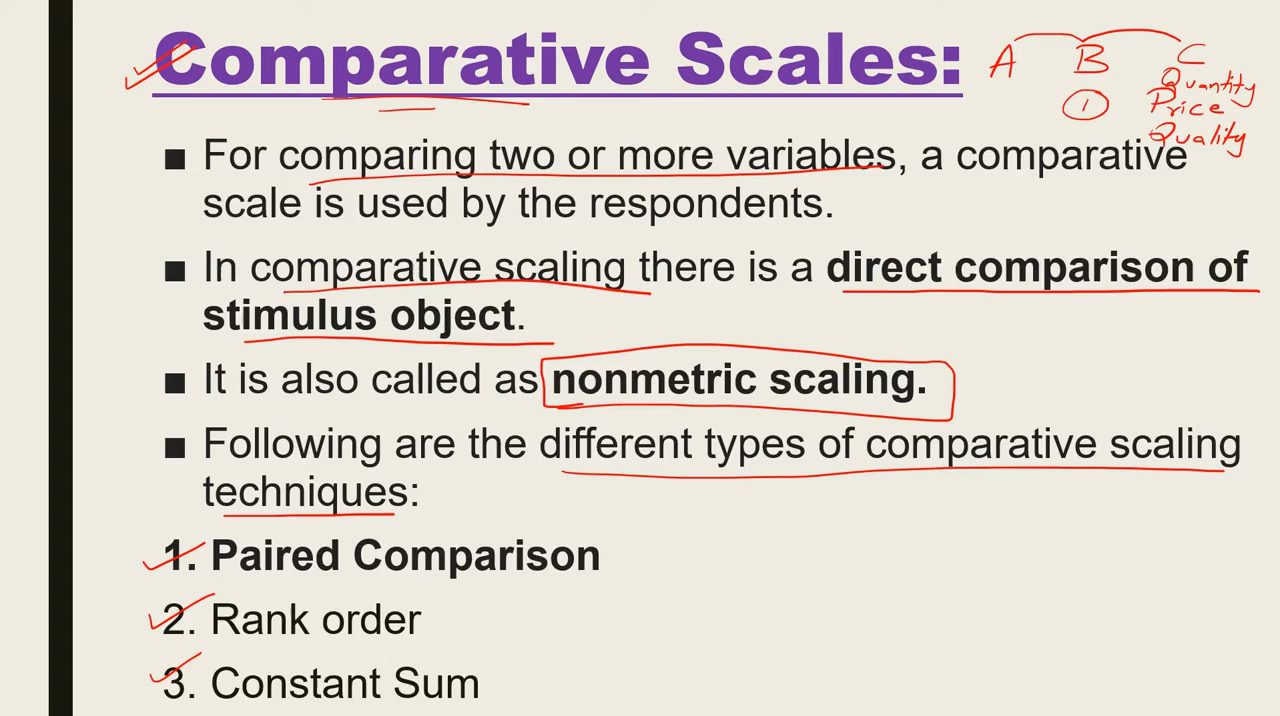 Comparative Scales:
A B C
Quantity
① Price
Quality
■ For comparing two or more variables, a comparative
scale is used by the respondents.
■ In comparative scaling there is a direct comparison of
stimulus object.
■ It is also called as nonmetric scaling.
■ Following are the different types of comparative scaling
techniques:
1. Paired Comparison
2. Rank order
3. Constant Sum